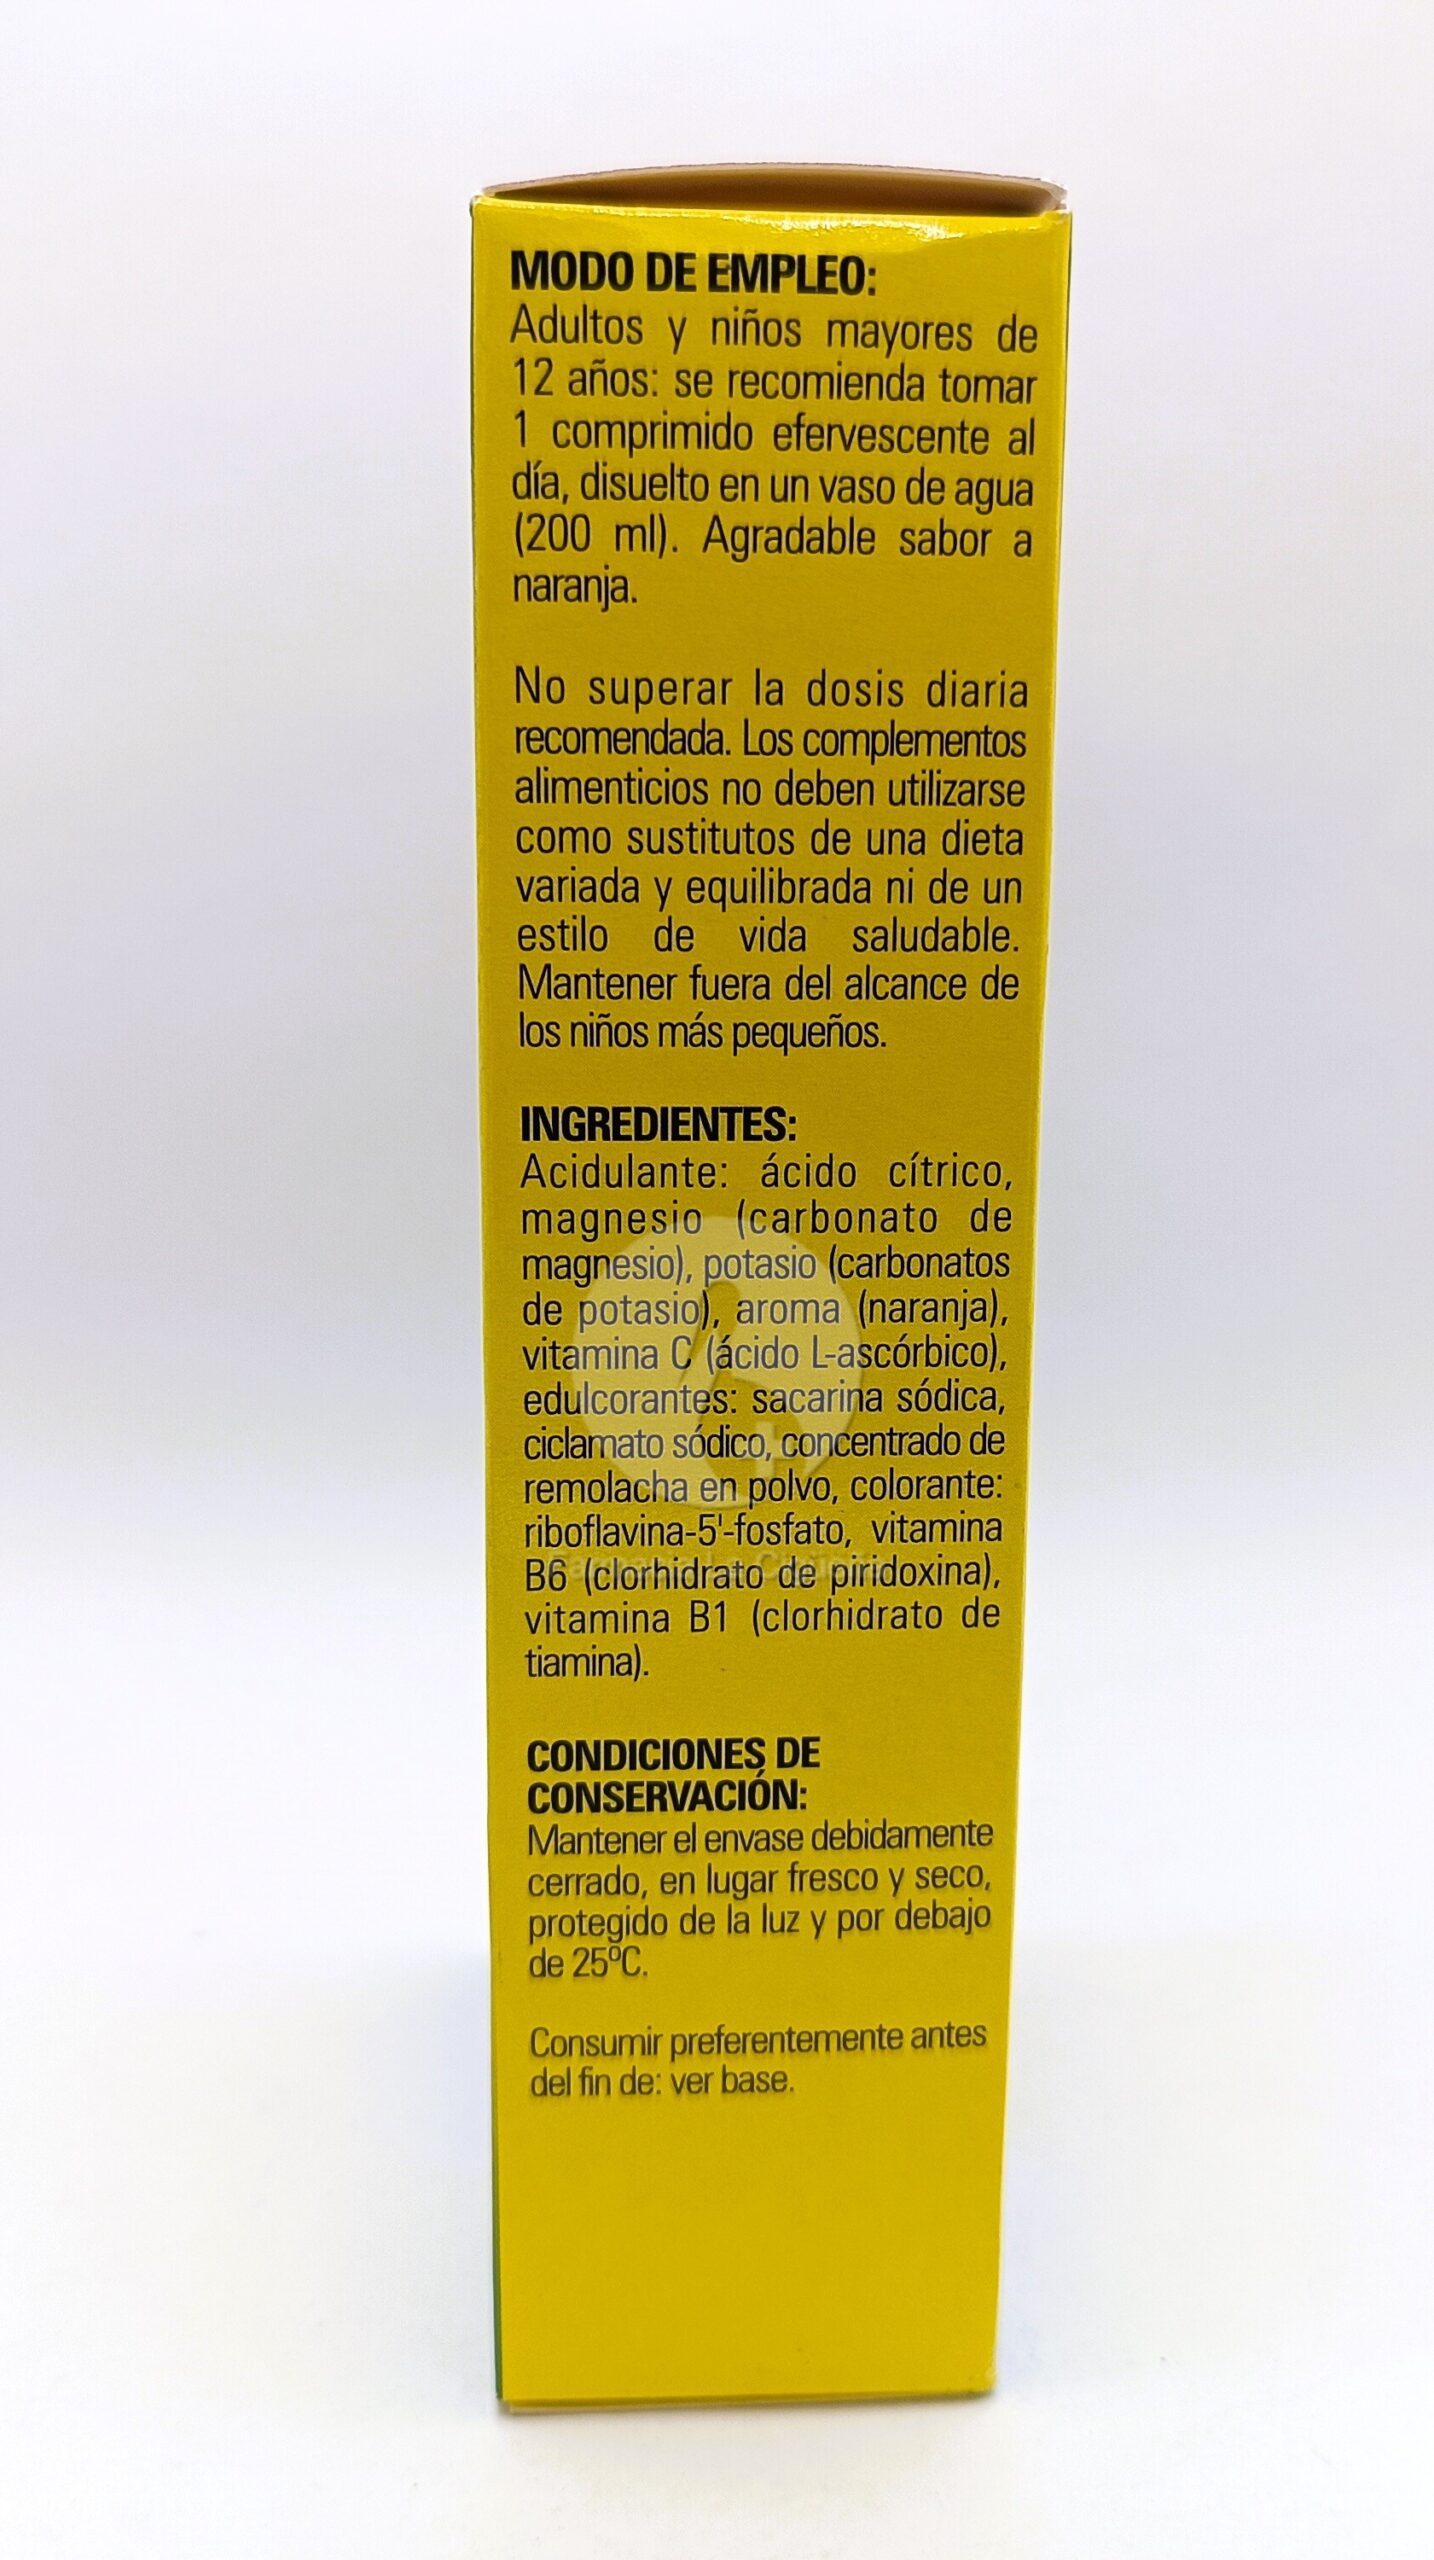 MODO DE EMPLEO:
Adultos y niños mayores de
12 años: se recomienda tomar
1 comprimido efervescente al
día, disuelto en un vaso de agua
(200 ml). Agradable sabor a
naranja.
No superar la dosis diaria
recomendada. Los complementos
alimenticios no deben utilizarse
como sustitutos de una dieta
variada y equilibrada ni de un
estilo de vida saludable.
Mantener fuera del alcance de
los niños más pequeños.
INGREDIENTES:
Acidulante: ácido cítrico,
magnesio (carbonato de
magnesio), potasio (carbonatos
de potasio), aroma (naranja),
vitamina C (ácido L-ascórbico),
edulcorantes: sacarina sódica,
ciclamato sódico, concentrado de
remolacha en polvo, colorante:
riboflavina-5'-fosfato, vitamina
B6 (clorhidrato de piridoxina),
vitamina B1 (clorhidrato de
tiamina).
CONDICIONES DE
CONSERVACIÓN:
Mantener el envase debidamente
cerrado, en lugar fresco y seco,
protegido de la luz y por debajo
de 25ºC.
Consumir preferentemente antes
del fin de: ver base.